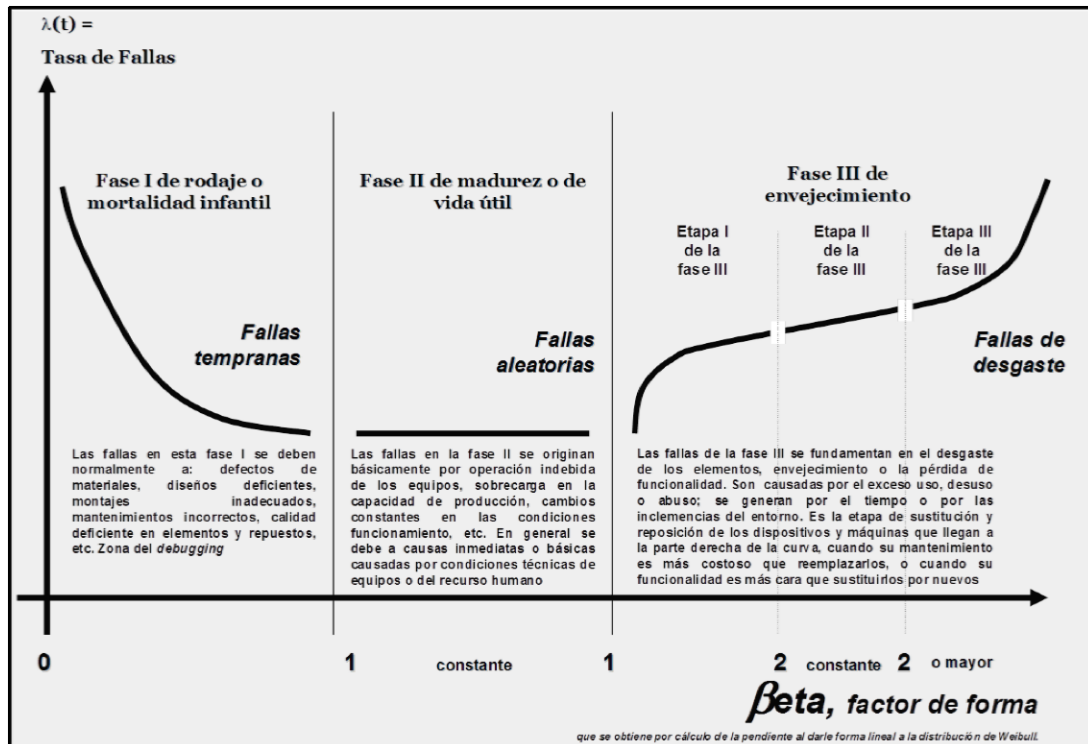 λ(t) =
Tasa de Fallas
Fase I de rodaje o
mortalidad infantil
Fase II de madurez o de
vida útil
Fase III de
envejecimiento
Etapa I
de la
fase III
Etapa II
de la
fase III
Etapa III
de la
fase III
Fallas
tempranas
Fallas
aleatorias
Fallas de
desgaste
Las fallas en esta fase I se deben
normalmente a: defectos de
materiales, diseños deficientes,
montajes inadecuados,
mantenimientos incorrectos, calidad
deficiente en elementos y repuestos,
etc. Zona del debugging
Las fallas en la fase II se originan
básicamente por operación indebida
de los equipos, sobrecarga en la
capacidad de producción, cambios
constantes en las condiciones
funcionamiento, etc. En general se
debe a causas inmediatas o básicas
causadas por condiciones técnicas de
equipos o del recurso humano
Las fallas de la fase III se fundamentan en el desgaste
de los elementos, envejecimiento o la pérdida de
funcionalidad. Son causadas por el exceso uso, desuso
o abuso; se generan por el tiempo o por las
inclemencias del entorno. Es la etapa de sustitución y
reposición de los dispositivos y máquinas que llegan a
la parte derecha de la curva, cuando su mantenimiento
es más costoso que reemplazarlos, o cuando su
funcionalidad es más cara que sustituirlos por nuevos
0 1 constante 1 2 constante 2 o mayor
βeta, factor de forma
que se obtiene por cálculo de la pendiente al darle forma lineal a la distribución de Weibull.